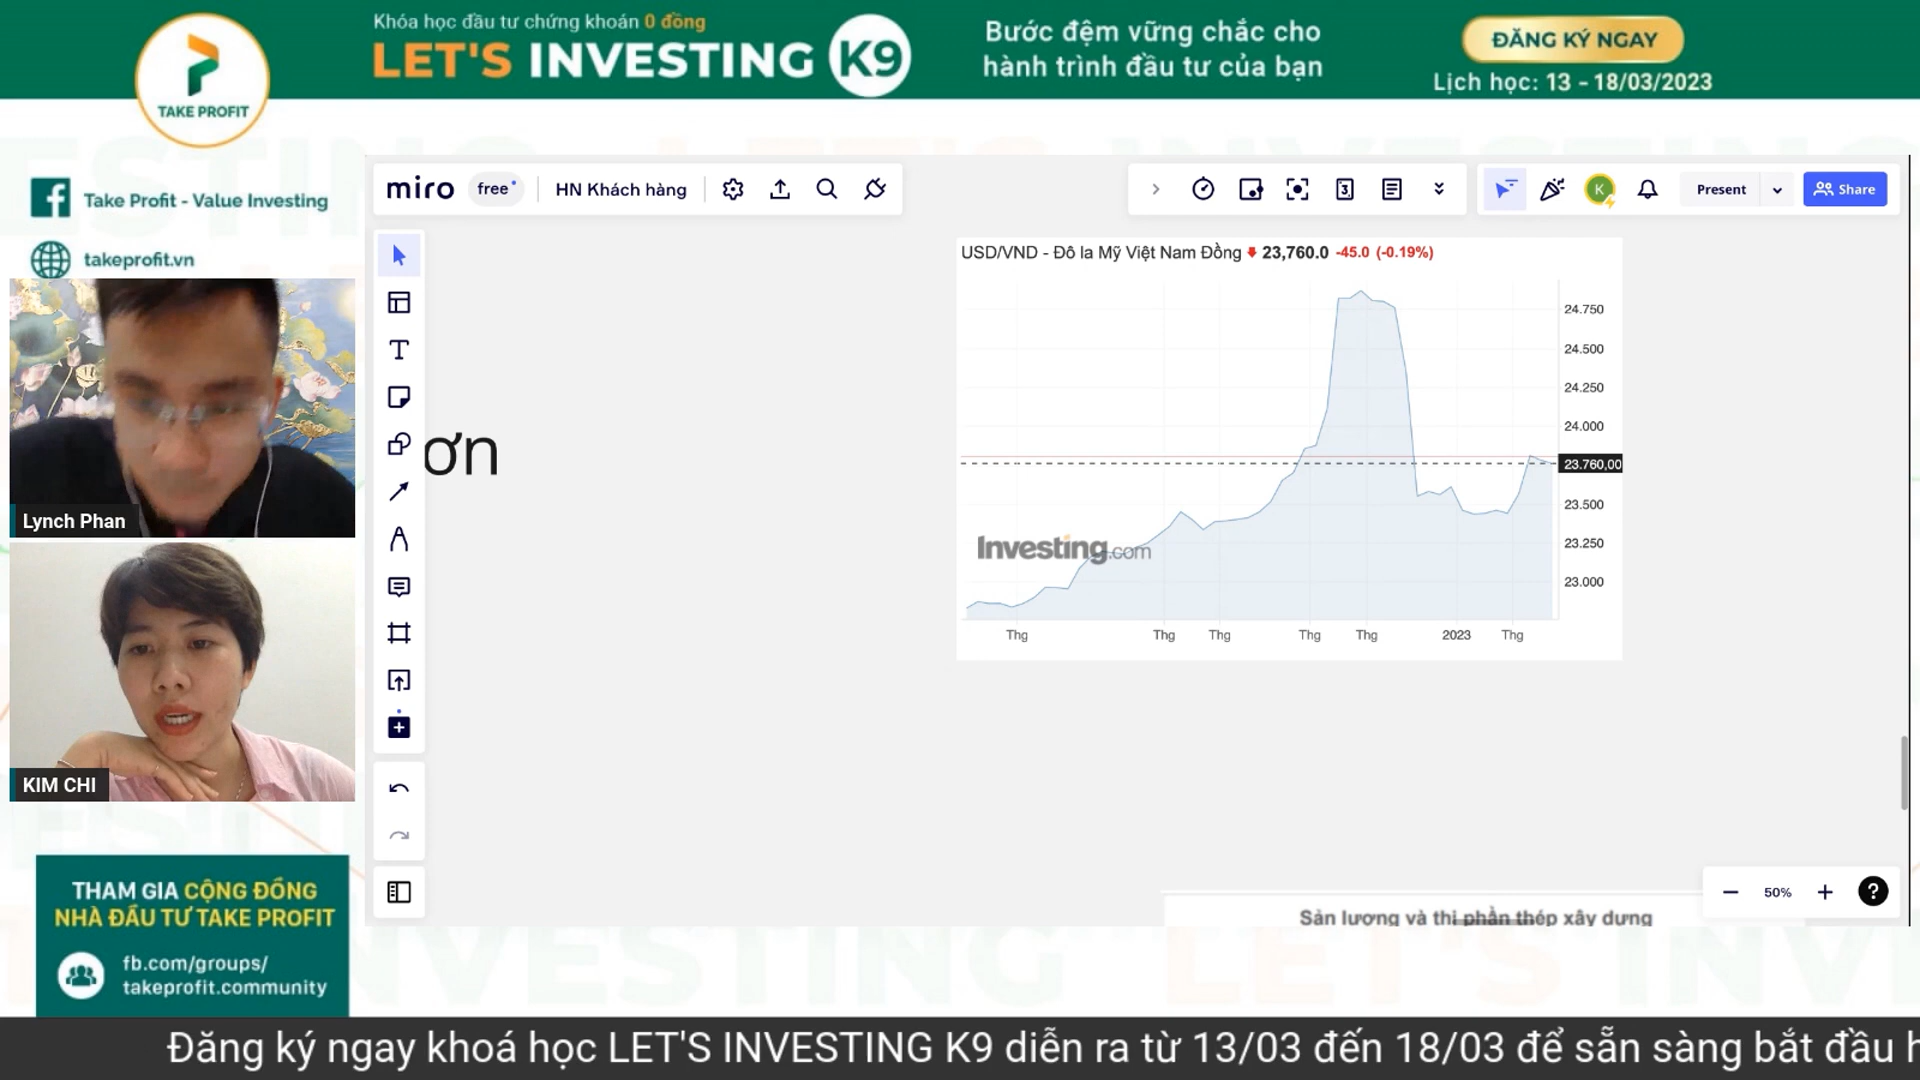 Khóa học đầu tư chứng khoán 0 đồng
LET'S INVESTING K9
Bước đệm vững chắc cho
hành trình đầu tư của bạn
ĐĂNG KÝ NGAY
Lịch học: 13 - 18/03/2023
TAKE PROFIT
Take Profit - Value Investing
takeprofit.vn
miro
free
HN Khách hàng
3
K
Present
Share
USD/VND - Đô la Mỹ Việt Nam Đồng 23,760.0 -45.0 (-0.19%)
24.750
24.500
24.250
24.000
23.760,00
23.500
23.250
23.000
Investing.com
Thg Thg Thg Thg Thg 2023 Thg
ơn
Lynch Phan
KIM CHI
50%
?
Sản lượng và thị phần thép xây dựng
THAM GIA CỘNG ĐỒNG
NHÀ ĐẦU TƯ TAKE PROFIT
fb.com/groups/
takeprofit.community
Đăng ký ngay khoá học LET'S INVESTING K9 diễn ra từ 13/03 đến 18/03 để sẵn sàng bắt đầu h